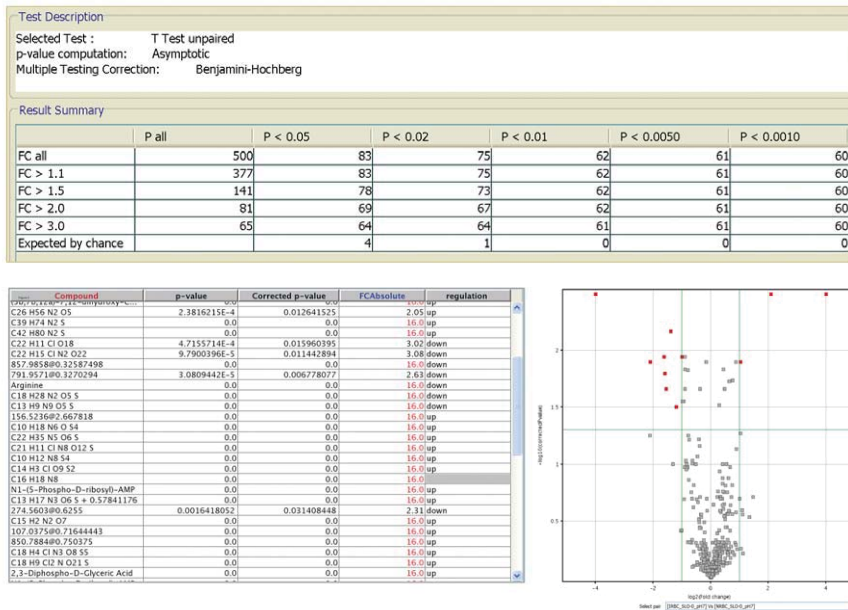 Test Description
Selected Test : T Test unpaired
p-value computation: Asymptotic
Multiple Testing Correction: Benjamini-Hochberg
Result Summary
P all P < 0.05 P < 0.02 P < 0.01 P < 0.0050 P < 0.0010
FC all 500 83 75 62 61 60
FC > 1.1 377 83 75 62 61 60
FC > 1.5 141 78 73 62 61 60
FC > 2.0 81 69 67 62 61 60
FC > 3.0 65 64 64 61 61 60
Expected by chance 4 1 0 0 0
Compound p-value Corrected p-value FCAbsolute regulation
C26 H56 N2 O5 2.3816215E-4 0.012641525 2.05 up
C39 H74 N2 S 0.0 0.0 16.0 up
C42 H80 N2 S 0.0 0.0 16.0 up
C22 H11 Cl O18 4.7155714E-4 0.015960395 3.02 down
C22 H15 Cl N2 O22 9.7900396E-5 0.011442894 3.08 down
857.9858@0.32587498 0.0 0.0 16.0 down
791.9571@0.3270294 3.0809442E-5 0.006778077 2.63 down
Arginine 0.0 0.0 16.0 down
C18 H28 N2 O5 S 0.0 0.0 16.0 down
C13 H9 N9 O5 S 0.0 0.0 16.0 down
156.5236@2.667818 0.0 0.0 16.0 up
C10 H18 N6 O S4 0.0 0.0 16.0 up
C22 H35 N5 O6 S 0.0 0.0 16.0 up
C21 H11 Cl N8 O12 S 0.0 0.0 16.0 up
C10 H12 N8 S4 0.0 0.0 16.0 up
C14 H3 Cl O9 S2 0.0 0.0 16.0 up
C16 H18 N8 0.0 0.0 16.0
N1-(5-Phospho-D-ribosyl)-AMP 0.0 0.0 16.0 up
C13 H17 N3 O6 S + 0.57841176 0.0 0.0 16.0 up
274.5603@0.6255 0.0016418052 0.031408448 2.31 down
C15 H2 N2 O7 0.0 0.0 16.0 up
107.0375@0.71644443 0.0 0.0 16.0 up
850.7884@0.750375 0.0 0.0 16.0 up
C18 H4 Cl N3 O8 S5 0.0 0.0 16.0 up
C18 H9 Cl2 N O21 S 0.0 0.0 16.0 up
2,3-Diphospho-D-Glyceric Acid 0.0 0.0 16.0 up
2
1.5
1
0.5
-log10(correctedPvalue)
-4 -2 0 2 4
log2(Fold change)
Select pair